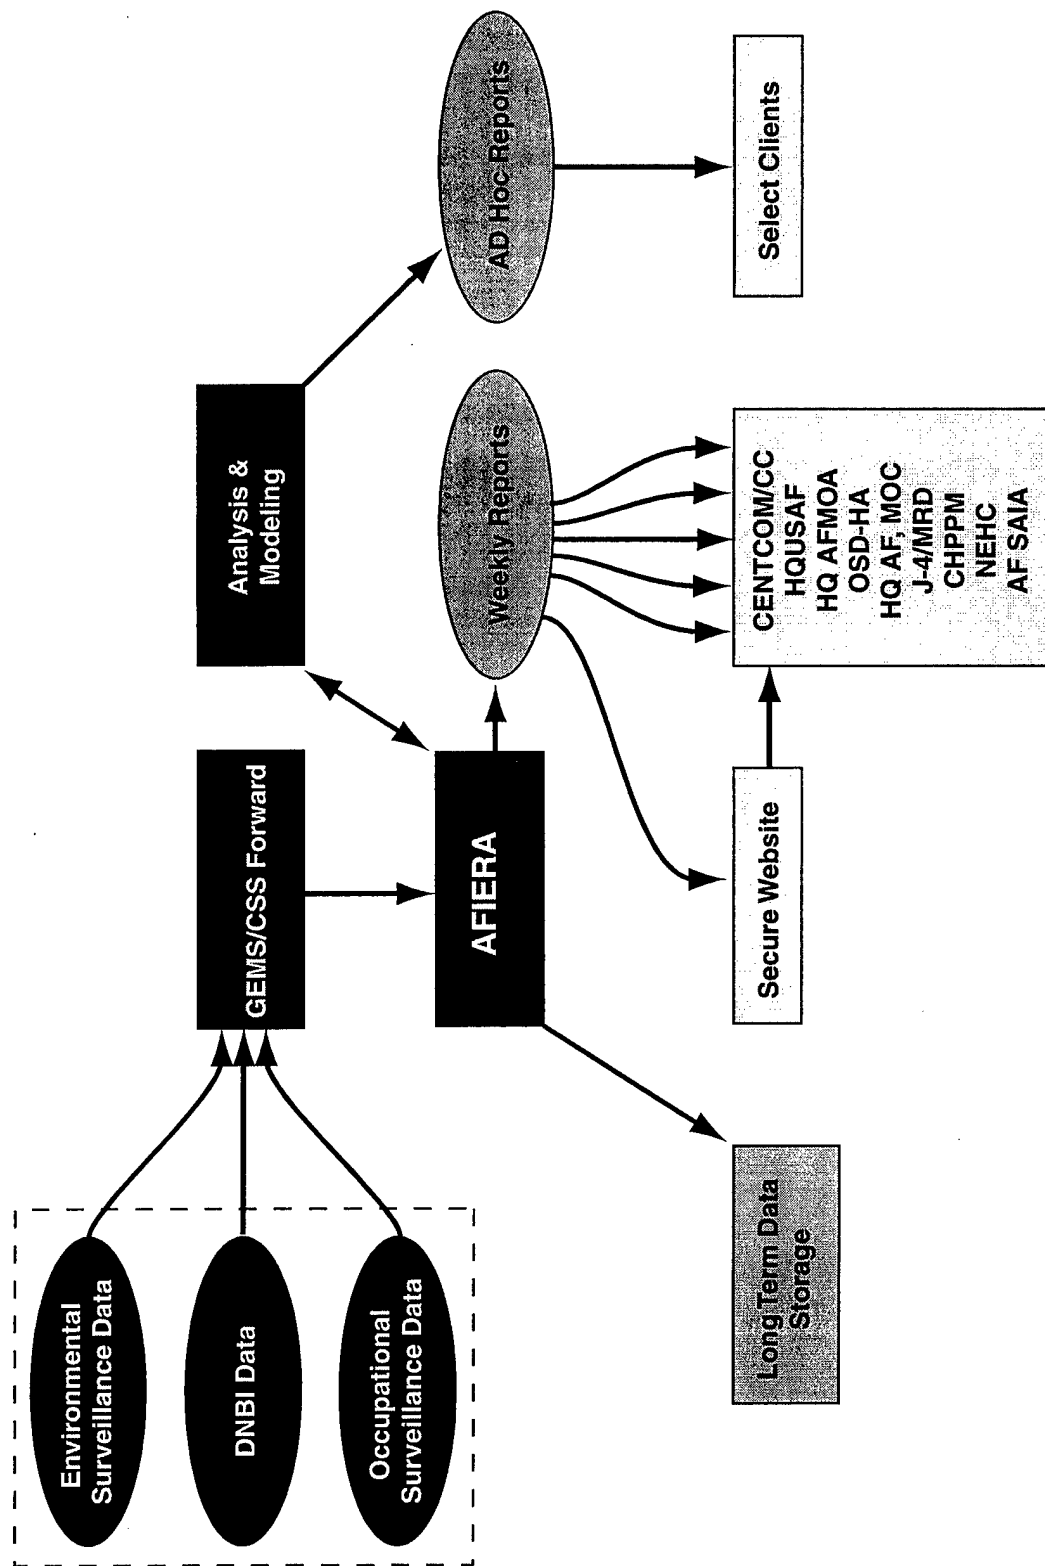 Environmental
Surveillance Data
DNBI Data
Occupational
Surveillance Data
GEMS/CSS Forward
Analysis &
Modeling
AFIERA
Weekly Reports
AD Hoc Reports
Long Term Data
Storage
Secure Website
CENTCOM/CC
HQUSAF
HQ AFMOA
OSD-HA
HQ AF, MOC
J-4/MRD
CHPPM
NEHC
AF SAIA
Select Clients